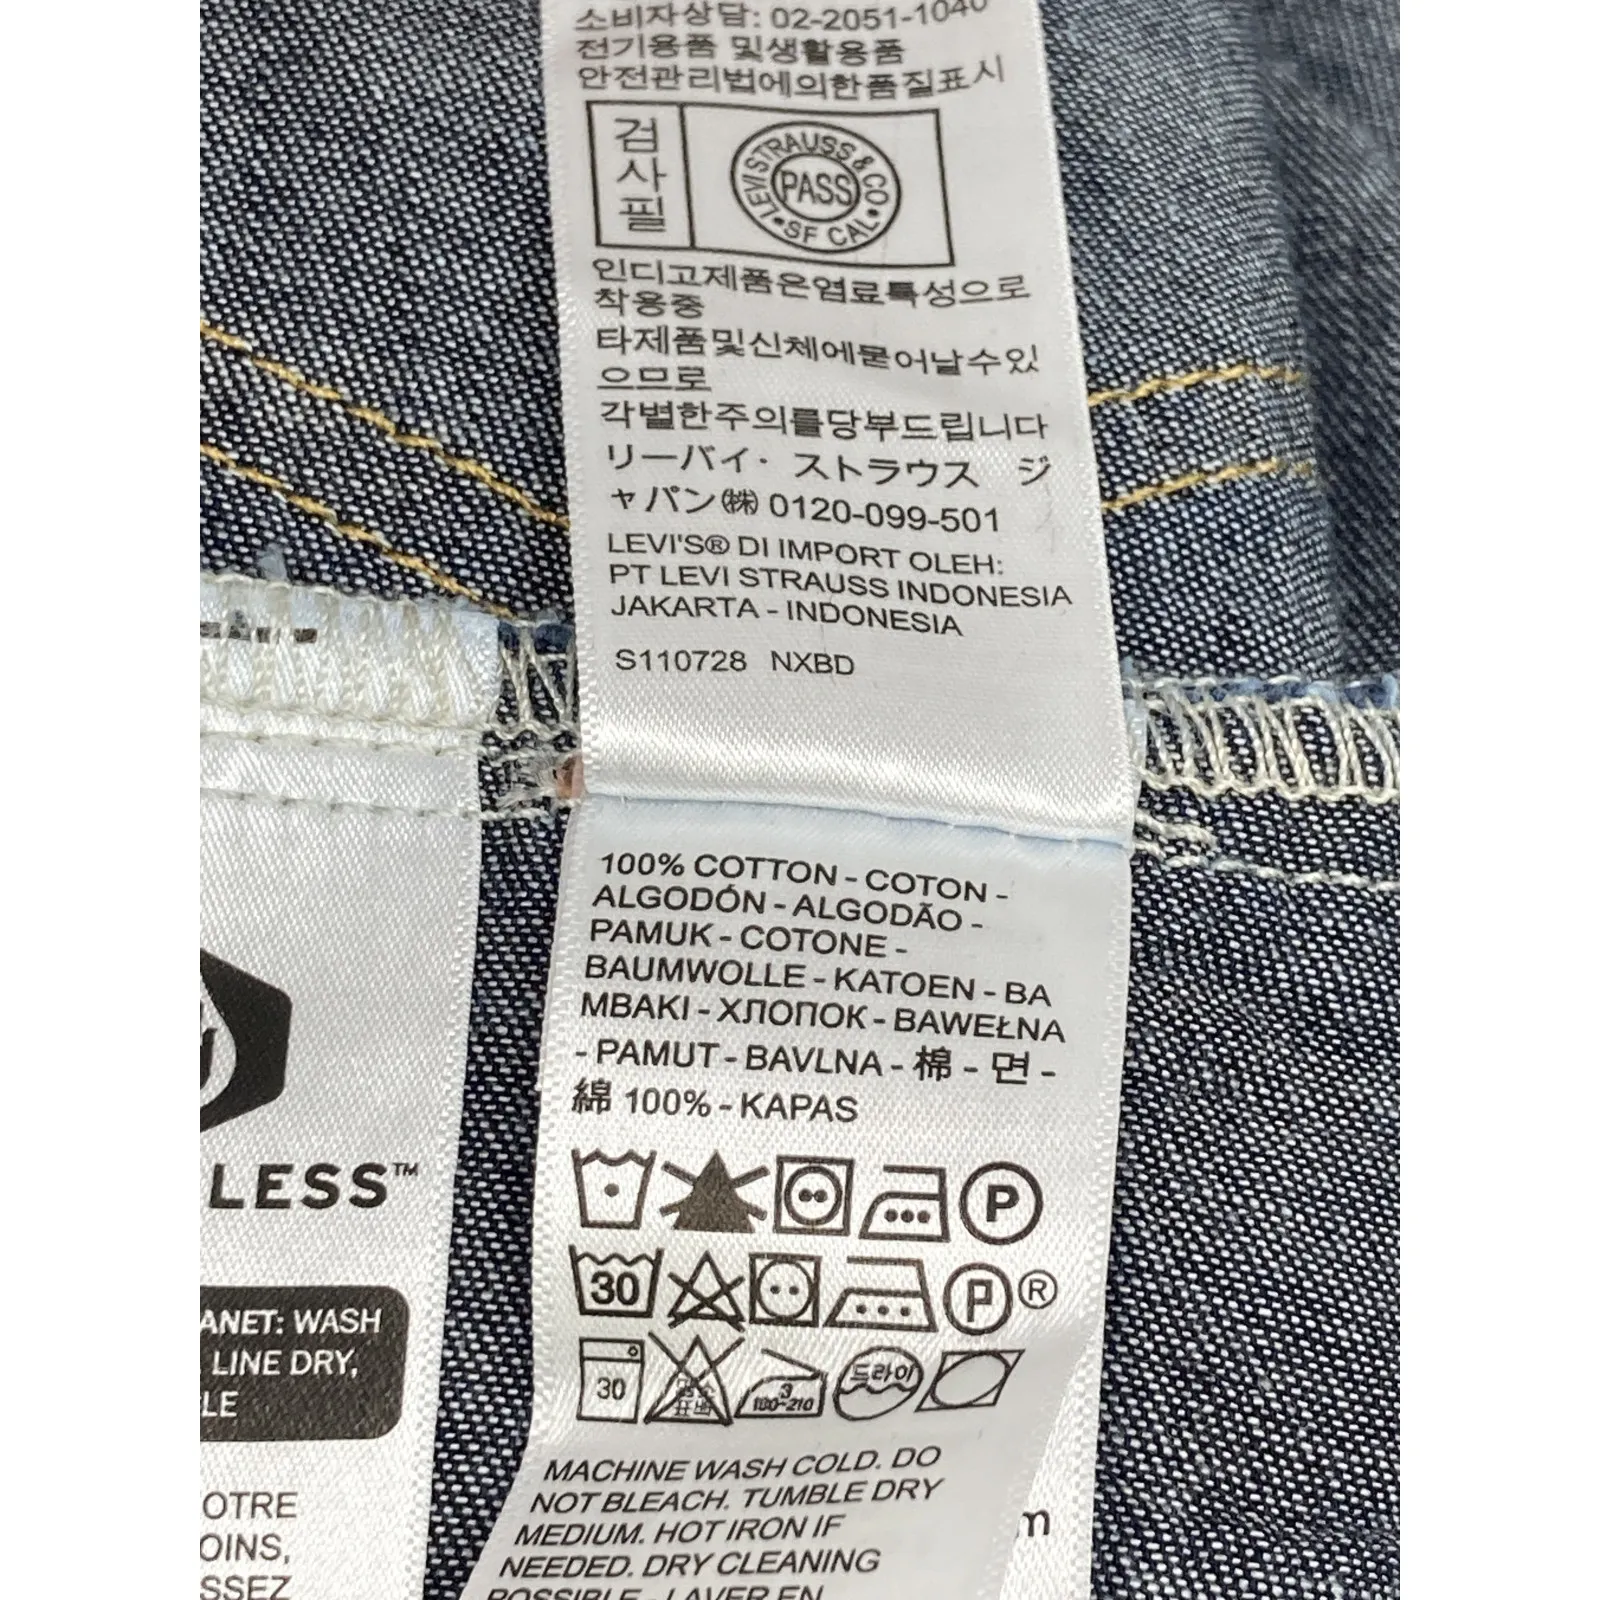 소비자상담: 02-2051-1040
전기용품 및생활용품
안전관리법에의한품질표시
검
사
필
LEVI STRAUSS & CO
PASS
•SF CAL•
인디고제품은염료특성으로
착용중
타제품및신체에묻어날수있
으므로
각별한주의를당부드립니다
リーバイ· ストラウス ジ
ャパン㈱ 0120-099-501
LEVI'S® DI IMPORT OLEH:
PT LEVI STRAUSS INDONESIA
JAKARTA - INDONESIA
S110728 NXBD
100% COTTON - COTON -
ALGODÓN - ALGODÃO -
PAMUK - COTONE -
BAUMWOLLE - KATOEN - BA
MBAKI - ХЛОПОК - BAWEŁNA
- PAMUT - BAVLNA - 棉 - 면 -
綿 100% - KAPAS
P
30 P ®
30 3 180~210 드라이
MACHINE WASH COLD. DO
NOT BLEACH. TUMBLE DRY
MEDIUM. HOT IRON IF
NEEDED. DRY CLEANING
POSSIBLE - LAVER EN
LESS™
ANET: WASH
LINE DRY,
LE
OTRE
OINS,
SSEZ
m